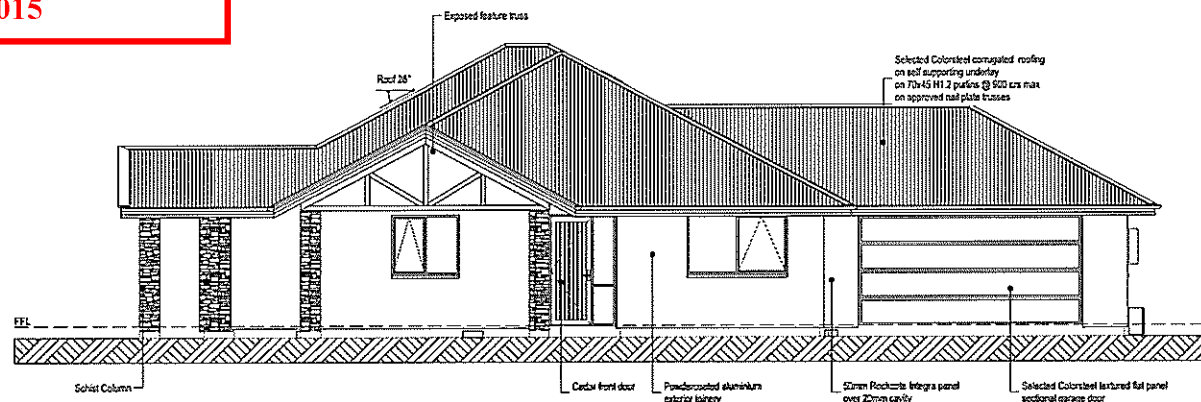 015
Exposed feature truss
Roof 28°
Selected Colorsteel corrugated roofing
on self supporting underlay
on 70x45 H1.2 purlins @ 900 crs max
on approved nail plate trusses
FFL
Schist Column
Cedar front door
Powdercoated aluminium
exterior joinery
50mm Rockcote Integra panel
over 20mm cavity
Selected Colorsteel textured flat panel
sectional garage door